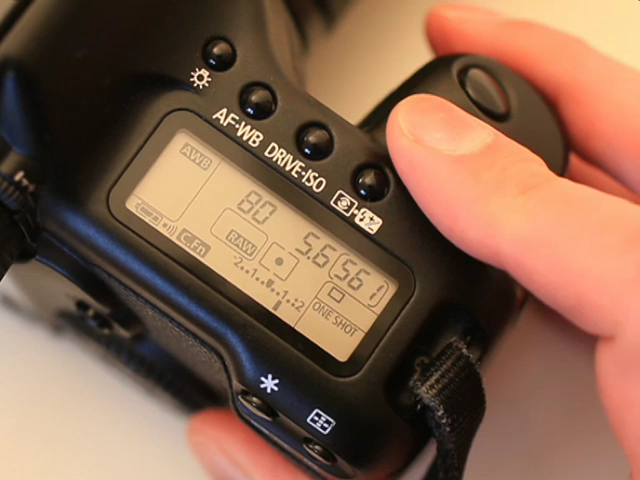 AF•WB DRIVE•ISO
AWB
80 5.6 [561]
RAW
C.Fn
-2..1..0..1..:2
ONE SHOT